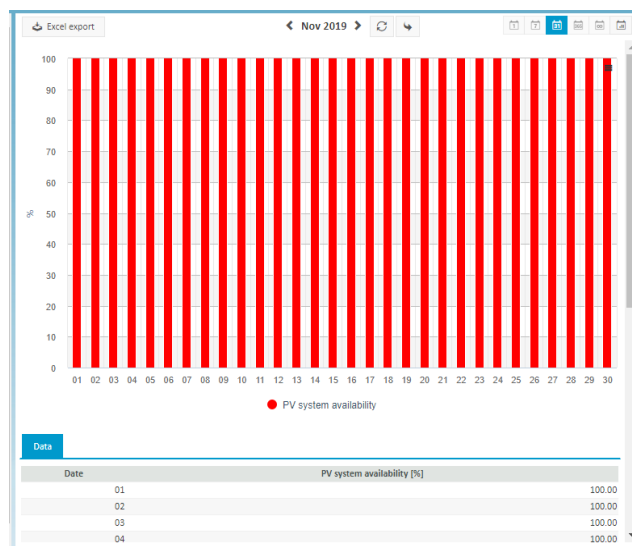 Excel export
Nov 2019
1 7 31
100
90
80
70
60
50
40
30
20
10
0
%
01 02 03 04 05 06 07 08 09 10 11 12 13 14 15 16 17 18 19 20 21 22 23 24 25 26 27 28 29 30
PV system availability
Data
Date PV system availability [%]
01 100.00
02 100.00
03 100.00
04 100.00